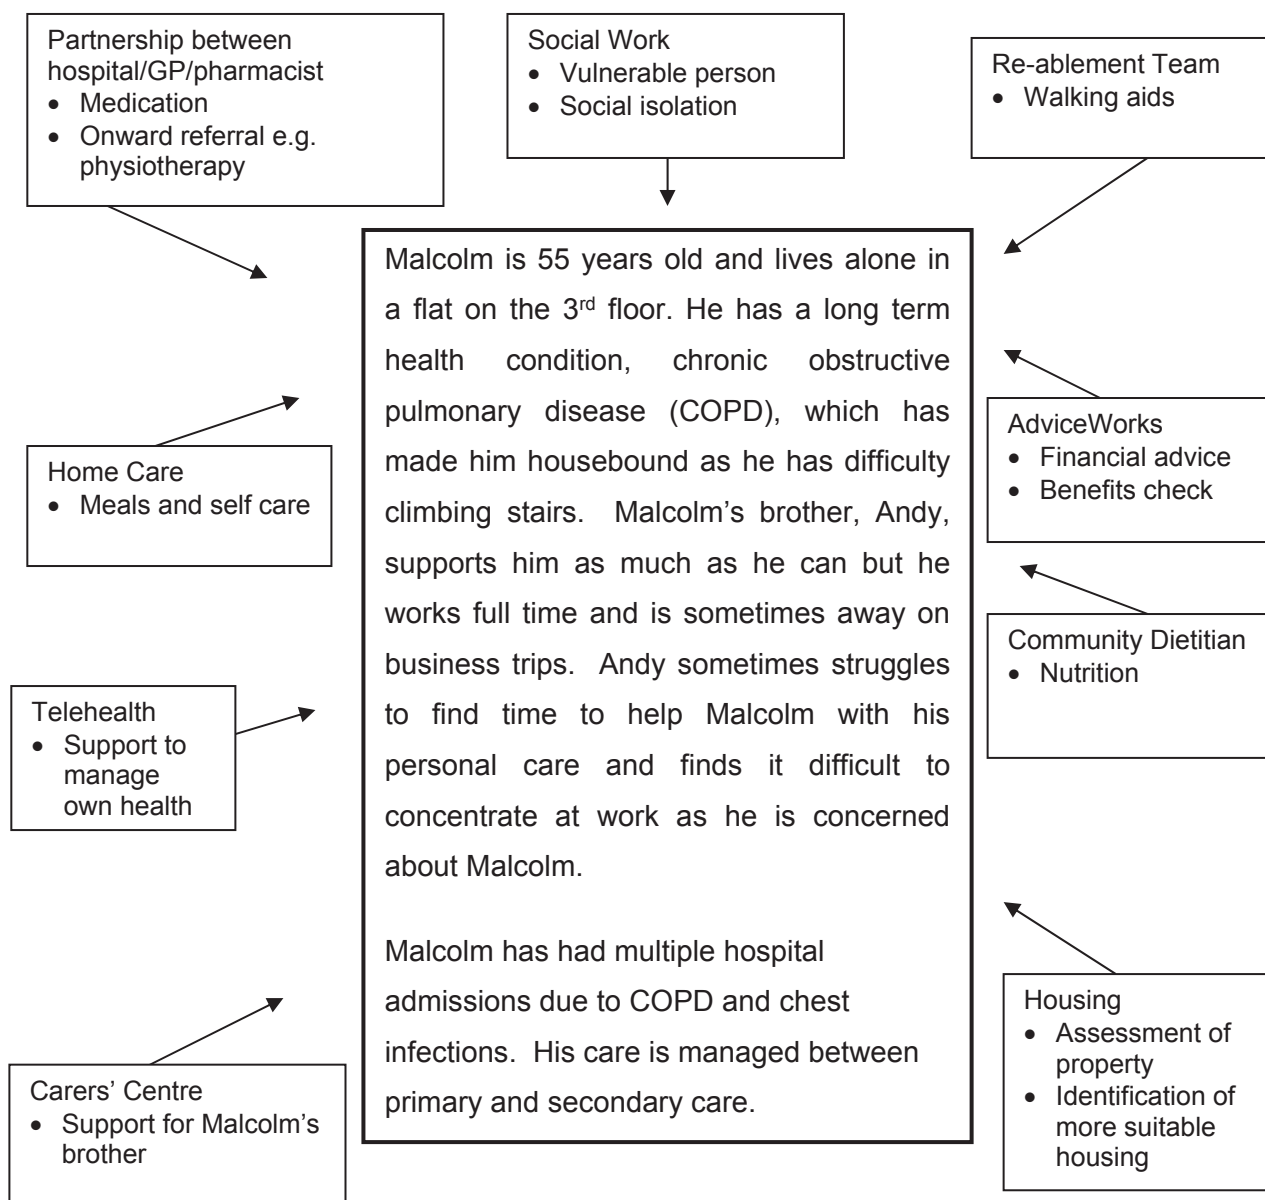 Partnership between
hospital/GP/pharmacist
• Medication
• Onward referral e.g.
physiotherapy
Social Work
• Vulnerable person
• Social isolation
Re-ablement Team
• Walking aids
Malcolm is 55 years old and lives alone in
a flat on the 3rd floor. He has a long term
health condition, chronic obstructive
pulmonary disease (COPD), which has
made him housebound as he has difficulty
climbing stairs. Malcolm’s brother, Andy,
supports him as much as he can but he
works full time and is sometimes away on
business trips. Andy sometimes struggles
to find time to help Malcolm with his
personal care and finds it difficult to
concentrate at work as he is concerned
about Malcolm.
Malcolm has had multiple hospital
admissions due to COPD and chest
infections. His care is managed between
primary and secondary care.
Home Care
• Meals and self care
AdviceWorks
• Financial advice
• Benefits check
Community Dietitian
• Nutrition
Telehealth
• Support to
manage
own health
Housing
• Assessment of
property
• Identification of
more suitable
housing
Carers’ Centre
• Support for Malcolm’s
brother